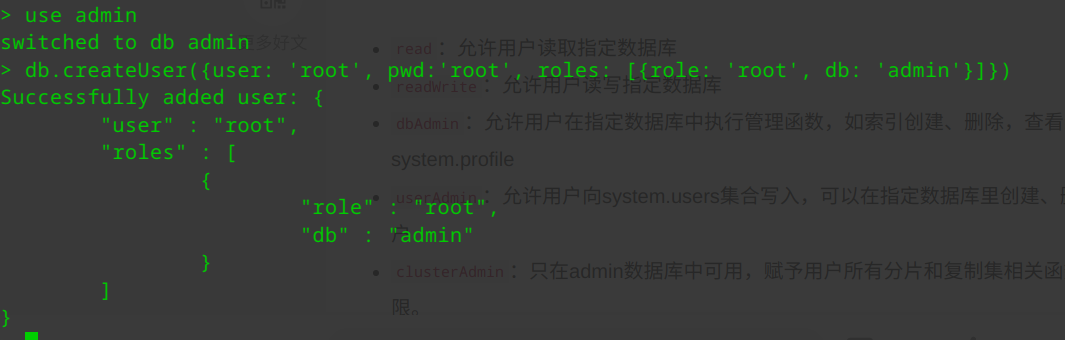 回册
> use admin
switched to db admin
更多好文
read：允许用户读取指定数据库
> db.createUser({user: 'root', pwd:'root', roles: [{role: 'root', db: 'admin'}]})
readWrite：允许用户读写指定数据库
Successfully added user: {
"user" : "root",
dbAdmin：允许用户在指定数据库中执行管理函数，如索引创建、删除，查看
"roles" : [
system.profile
{
userAdmin：允许用户向system.users集合写入，可以在指定数据库里创建、
"role" : "root",
"db" : "admin"
户
}
clusterAdmin：只在admin数据库中可用，赋予用户所有分片和复制集相关函
]
限。
}